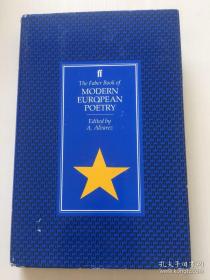 ff
The Faber Book of
MODERN
EUROPEAN
POETRY
Edited by
A. Alvarez